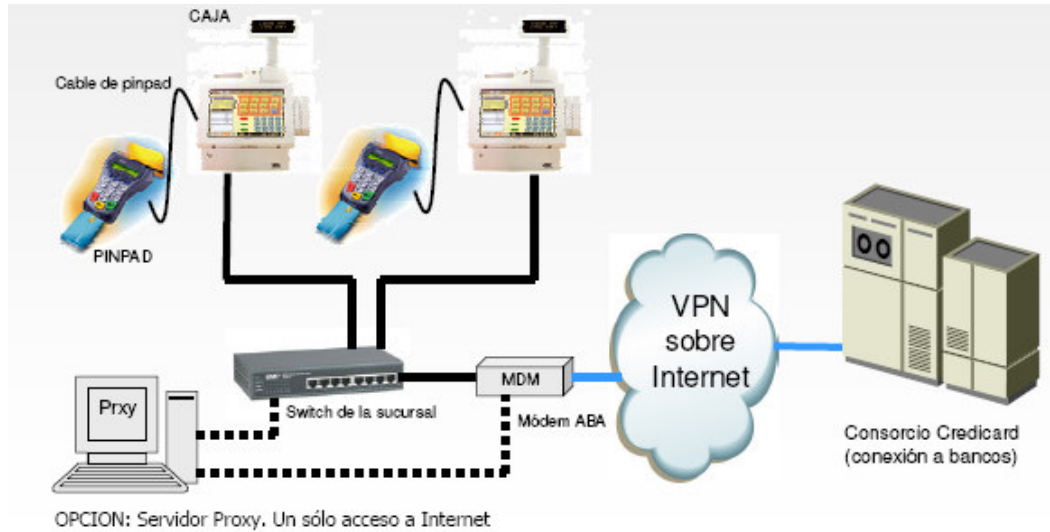 CAJA
Cable de pinpad
PINPAD
VPN
sobre
Internet
MDM
Prxy
Switch de la sucursal
Módem ABA
Consorcio Credicard
(conexión a bancos)
OPCION: Servidor Proxy. Un sólo acceso a Internet